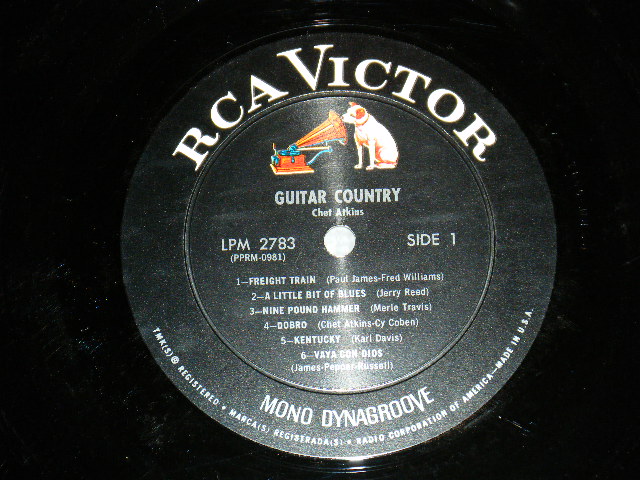 RCA VICTOR
GUITAR COUNTRY
Chet Atkins
LPM 2783
(PPRM-0981)
SIDE 1
1—FREIGHT TRAIN (Paul James-Fred Williams)
2—A LITTLE BIT OF BLUES (Jerry Reed)
3—NINE POUND HAMMER (Merle Travis)
4—DOBRO (Chet Atkins-Cy Coben)
5—KENTUCKY (Karl Davis)
6—VAYA CON DIOS
(James-Pepper-Russell)
MONO DYNAGROOVE
TMK(S) ® REGISTERED • MARCA(S) REGISTRADA(S) • RADIO CORPORATION OF AMERICA—MADE IN U.S.A.